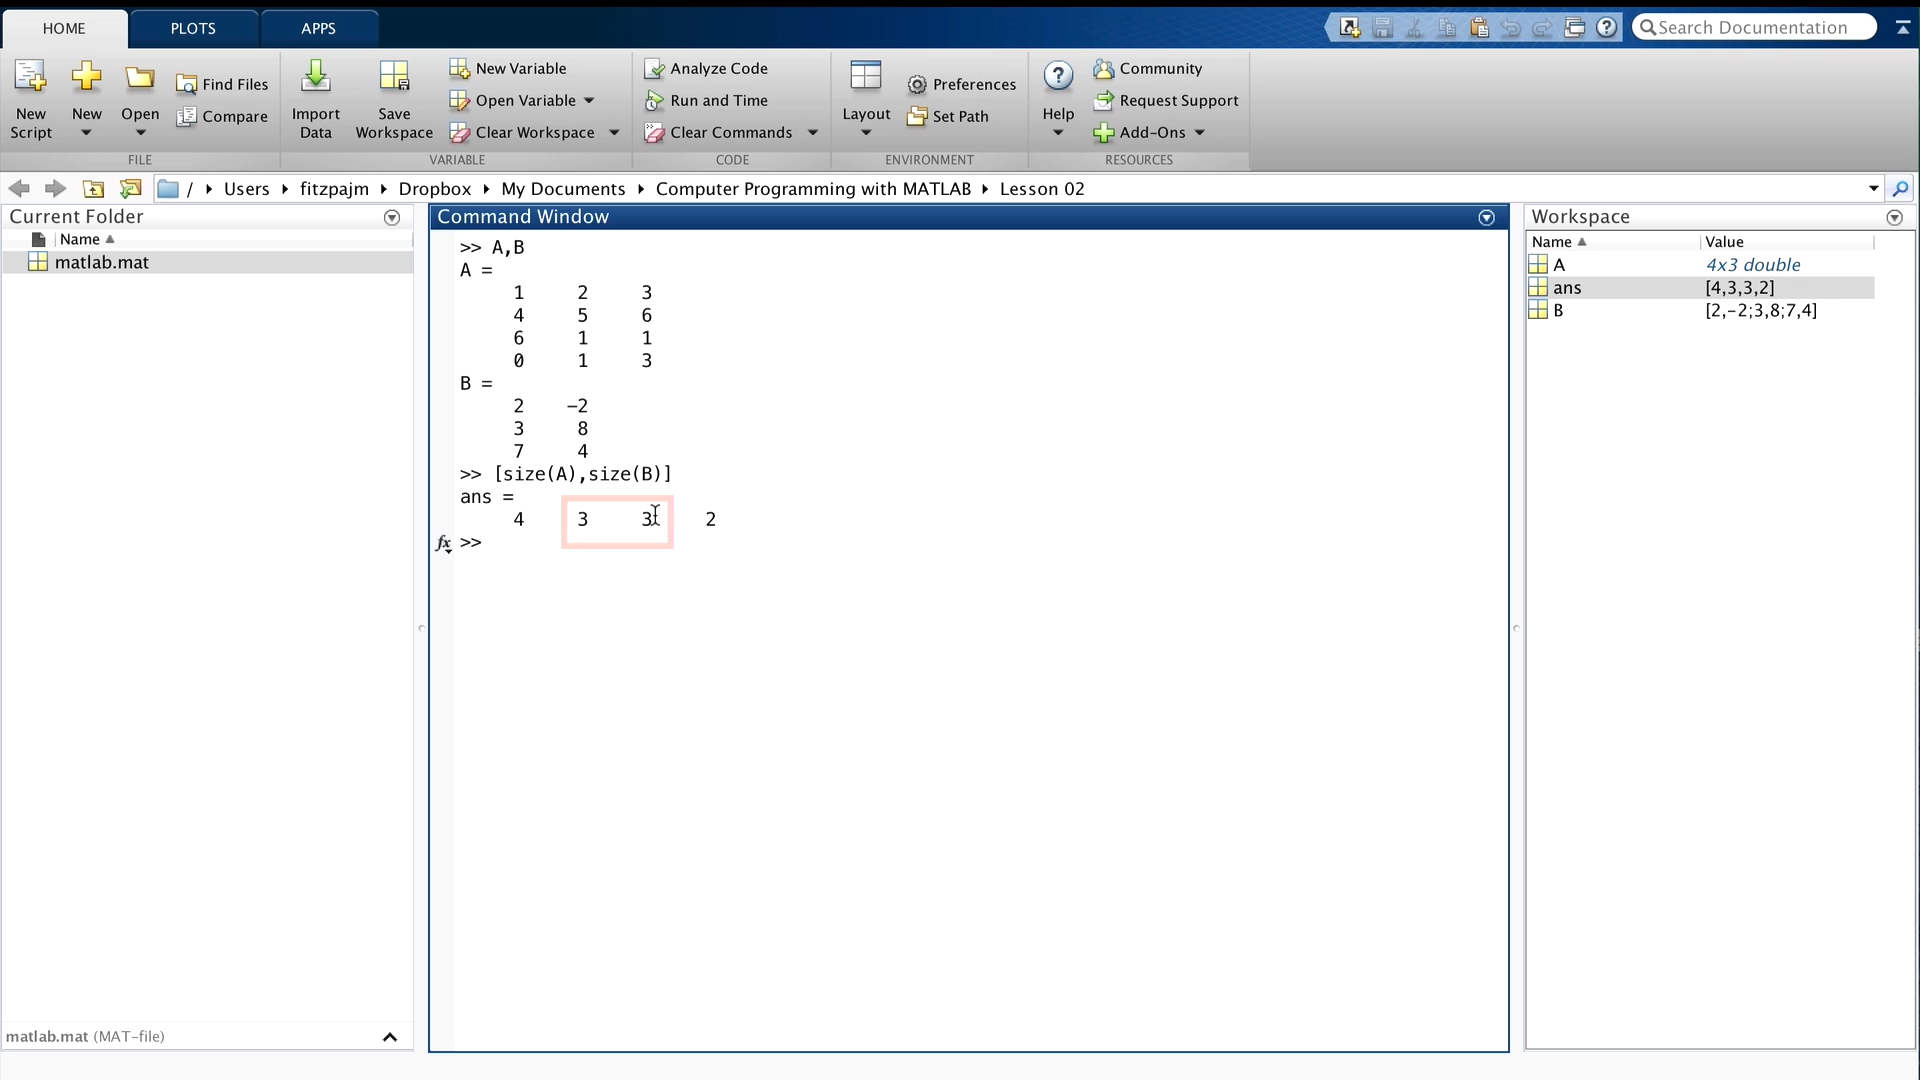 HOME PLOTS APPS
Search Documentation
New Script
New
Open
Find Files
Compare
Import Data
Save Workspace
New Variable
Open Variable
Clear Workspace
Analyze Code
Run and Time
Clear Commands
Layout
Preferences
Set Path
Help
Community
Request Support
Add-Ons
FILE VARIABLE CODE ENVIRONMENT RESOURCES
/ Users fitzpajm Dropbox My Documents Computer Programming with MATLAB Lesson 02
Current Folder
Name
matlab.mat
matlab.mat (MAT-file)
Command Window
>> A,B
A =
1 2 3
4 5 6
6 1 1
0 1 3
B =
2 -2
3 8
7 4
>> [size(A),size(B)]
ans =
4 3 3 2
fx >>
Workspace
Name Value
A 4x3 double
ans [4,3,3,2]
B [2,-2;3,8;7,4]